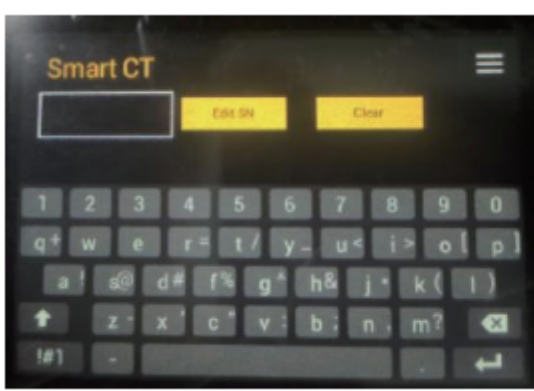 Smart CT
Edit SN Clear
1 2 3 4 5 6 7 8 9 0
q + w e r = t / y _ u < i > o [ p ]
a ! s @ d # f % g ^ h & j * k ( l )
z - x ' c " v : b ; n , m ?
!#1 - .